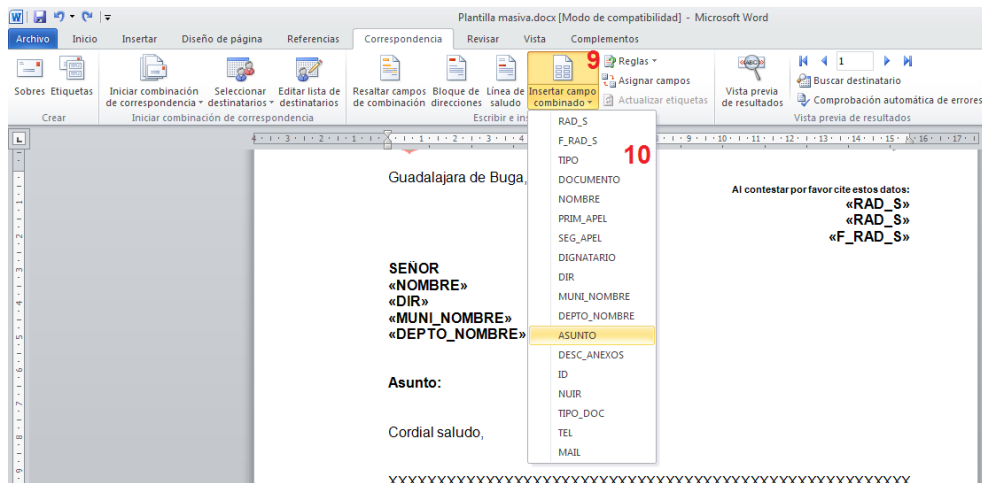 Plantilla masiva.docx [Modo de compatibilidad] - Microsoft Word
Archivo Inicio Insertar Diseño de página Referencias Correspondencia Revisar Vista Complementos
Sobres Etiquetas
Crear
Iniciar combinación de correspondencia
Seleccionar destinatarios
Editar lista de destinatarios
Iniciar combinación de correspondencia
Resaltar campos de combinación
Bloque de direcciones
Línea de saludo
Insertar campo combinado
9
Reglas
Asignar campos
Actualizar etiquetas
Escribir e ins
Vista previa de resultados
1
Buscar destinatario
Comprobación automática de errores
Vista previa de resultados
RAD_S
F_RAD_S
10
TIPO
DOCUMENTO
NOMBRE
PRIM_APEL
SEG_APEL
DIGNATARIO
DIR
MUNI_NOMBRE
DEPTO_NOMBRE
ASUNTO
DESC_ANEXOS
ID
NUIR
TIPO_DOC
TEL
MAIL
Guadalajara de Buga,
Al contestar por favor cite estos datos:
«RAD_S»
«RAD_S»
«F_RAD_S»
SEÑOR
«NOMBRE»
«DIR»
«MUNI_NOMBRE»
«DEPTO_NOMBRE»
Asunto:
Cordial saludo,